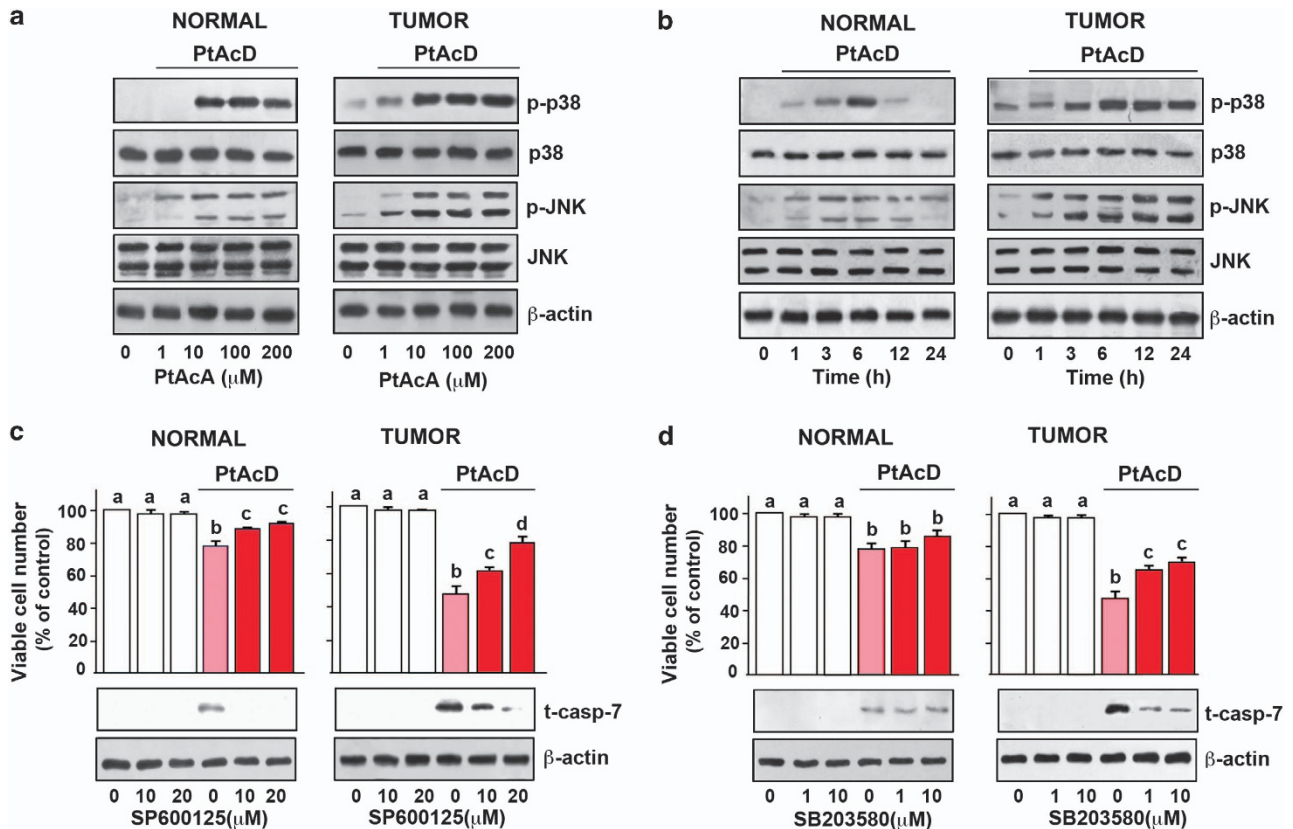 a
NORMAL TUMOR
PtAcD PtAcD
p-p38
p38
p-JNK
JNK
β-actin
0 1 10 100 200 0 1 10 100 200
PtAcA (μM) PtAcA (μM)
b
NORMAL TUMOR
PtAcD PtAcD
p-p38
p38
p-JNK
JNK
β-actin
0 1 3 6 12 24 0 1 3 6 12 24
Time (h) Time (h)
c
NORMAL TUMOR
PtAcD PtAcD
Viable cell number
(% of control)
100
80
60
40
20
0
a a a b c c a a a b c d
t-casp-7
β-actin
0 10 20 0 10 20 0 10 20 0 10 20
SP600125(μM) SP600125(μM)
d
NORMAL TUMOR
PtAcD PtAcD
Viable cell number
(% of control)
100
80
60
40
20
0
a a a b b b a a a b c c
t-casp-7
β-actin
0 1 10 0 1 10 0 1 10 0 1 10
SB203580(μM) SB203580(μM)